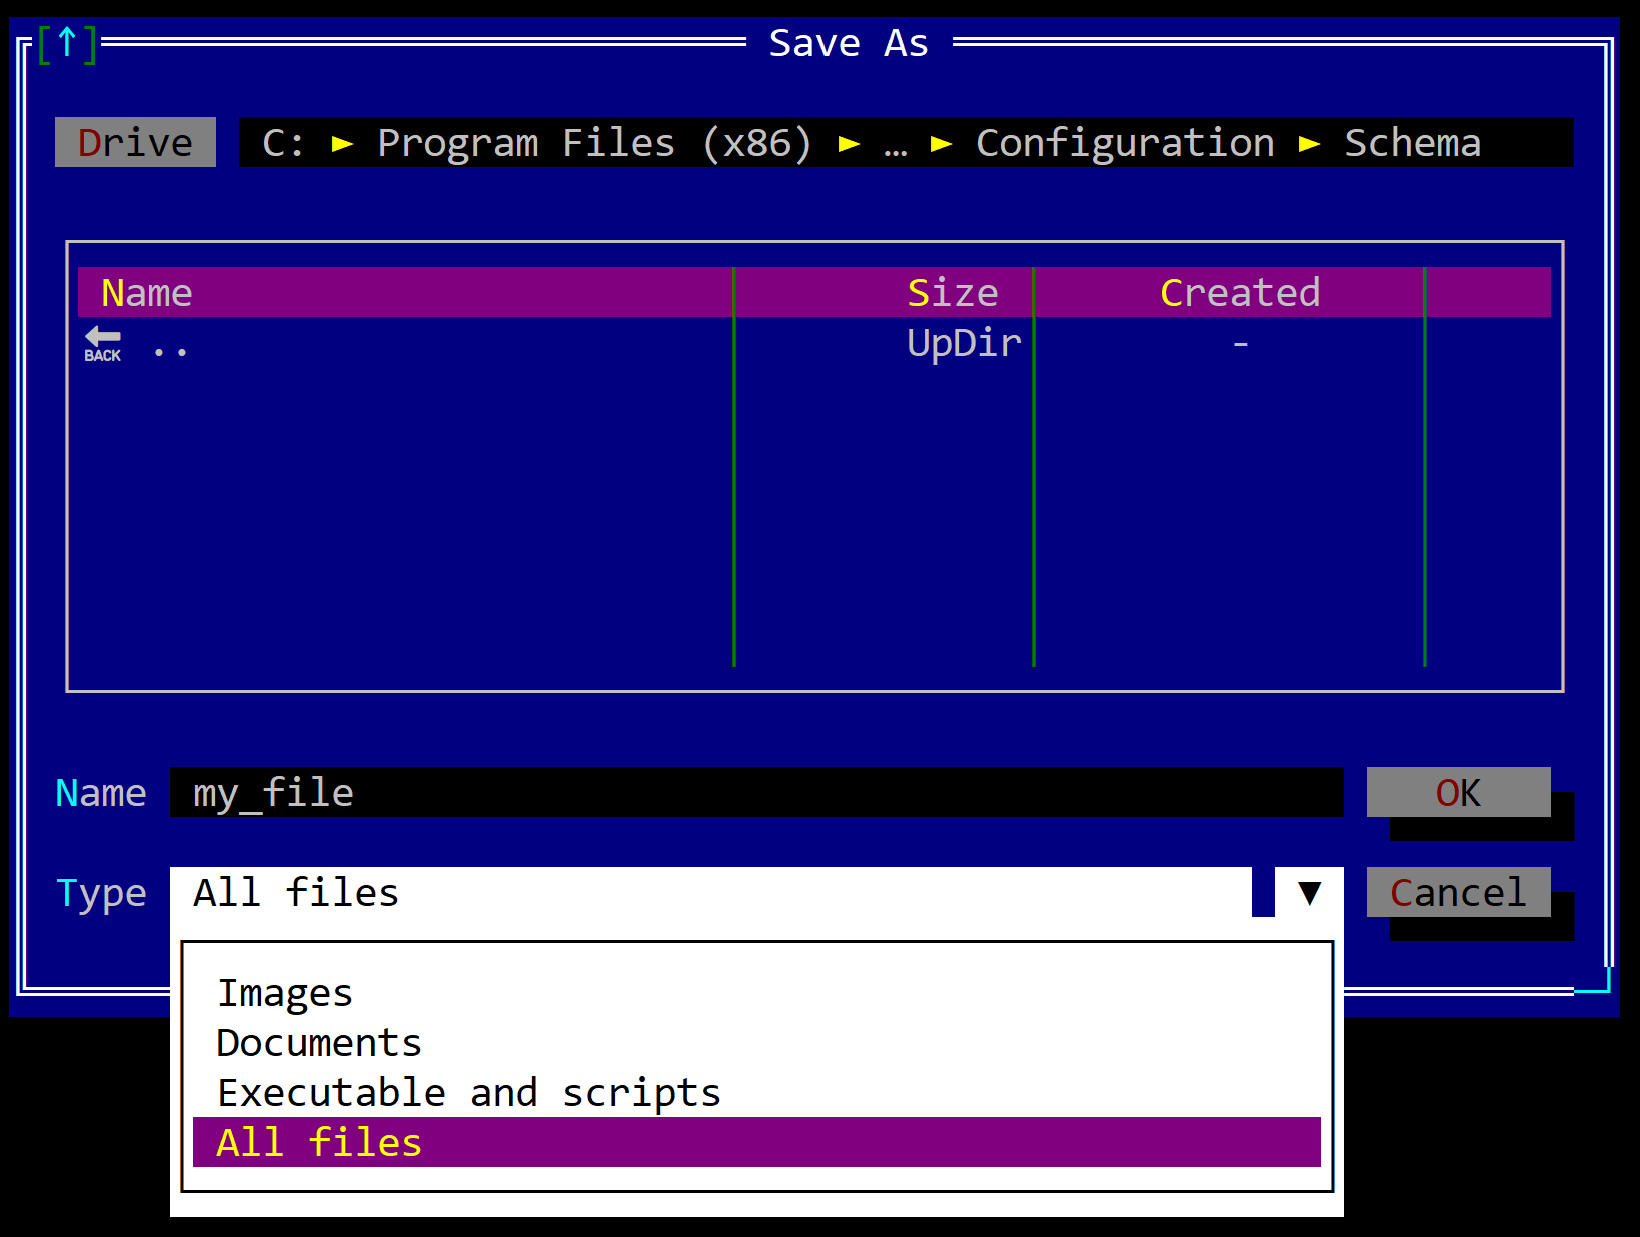 [↑] Save As
Drive C: ► Program Files (x86) ► … ► Configuration ► Schema
Name Size Created
BACK .. UpDir -
Name my_file OK
Type All files ▼ Cancel
Images
Documents
Executable and scripts
All files